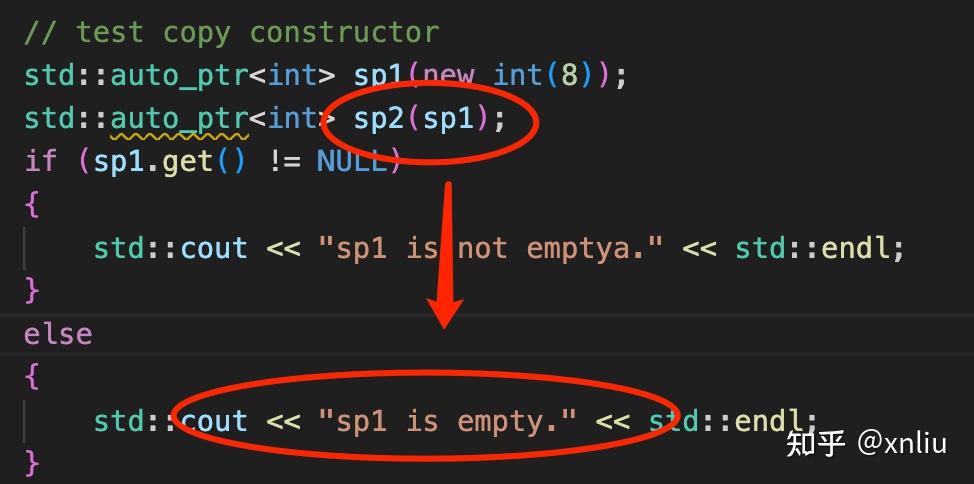 // test copy constructor
std::auto_ptr<int> sp1(new int(8));
std::auto_ptr<int> sp2(sp1);
if (sp1.get() != NULL)
{
    std::cout << "sp1 is not emptya." << std::endl;
}
else
{
    std::cout << "sp1 is empty." << std::endl;
}
知乎 @xnliu